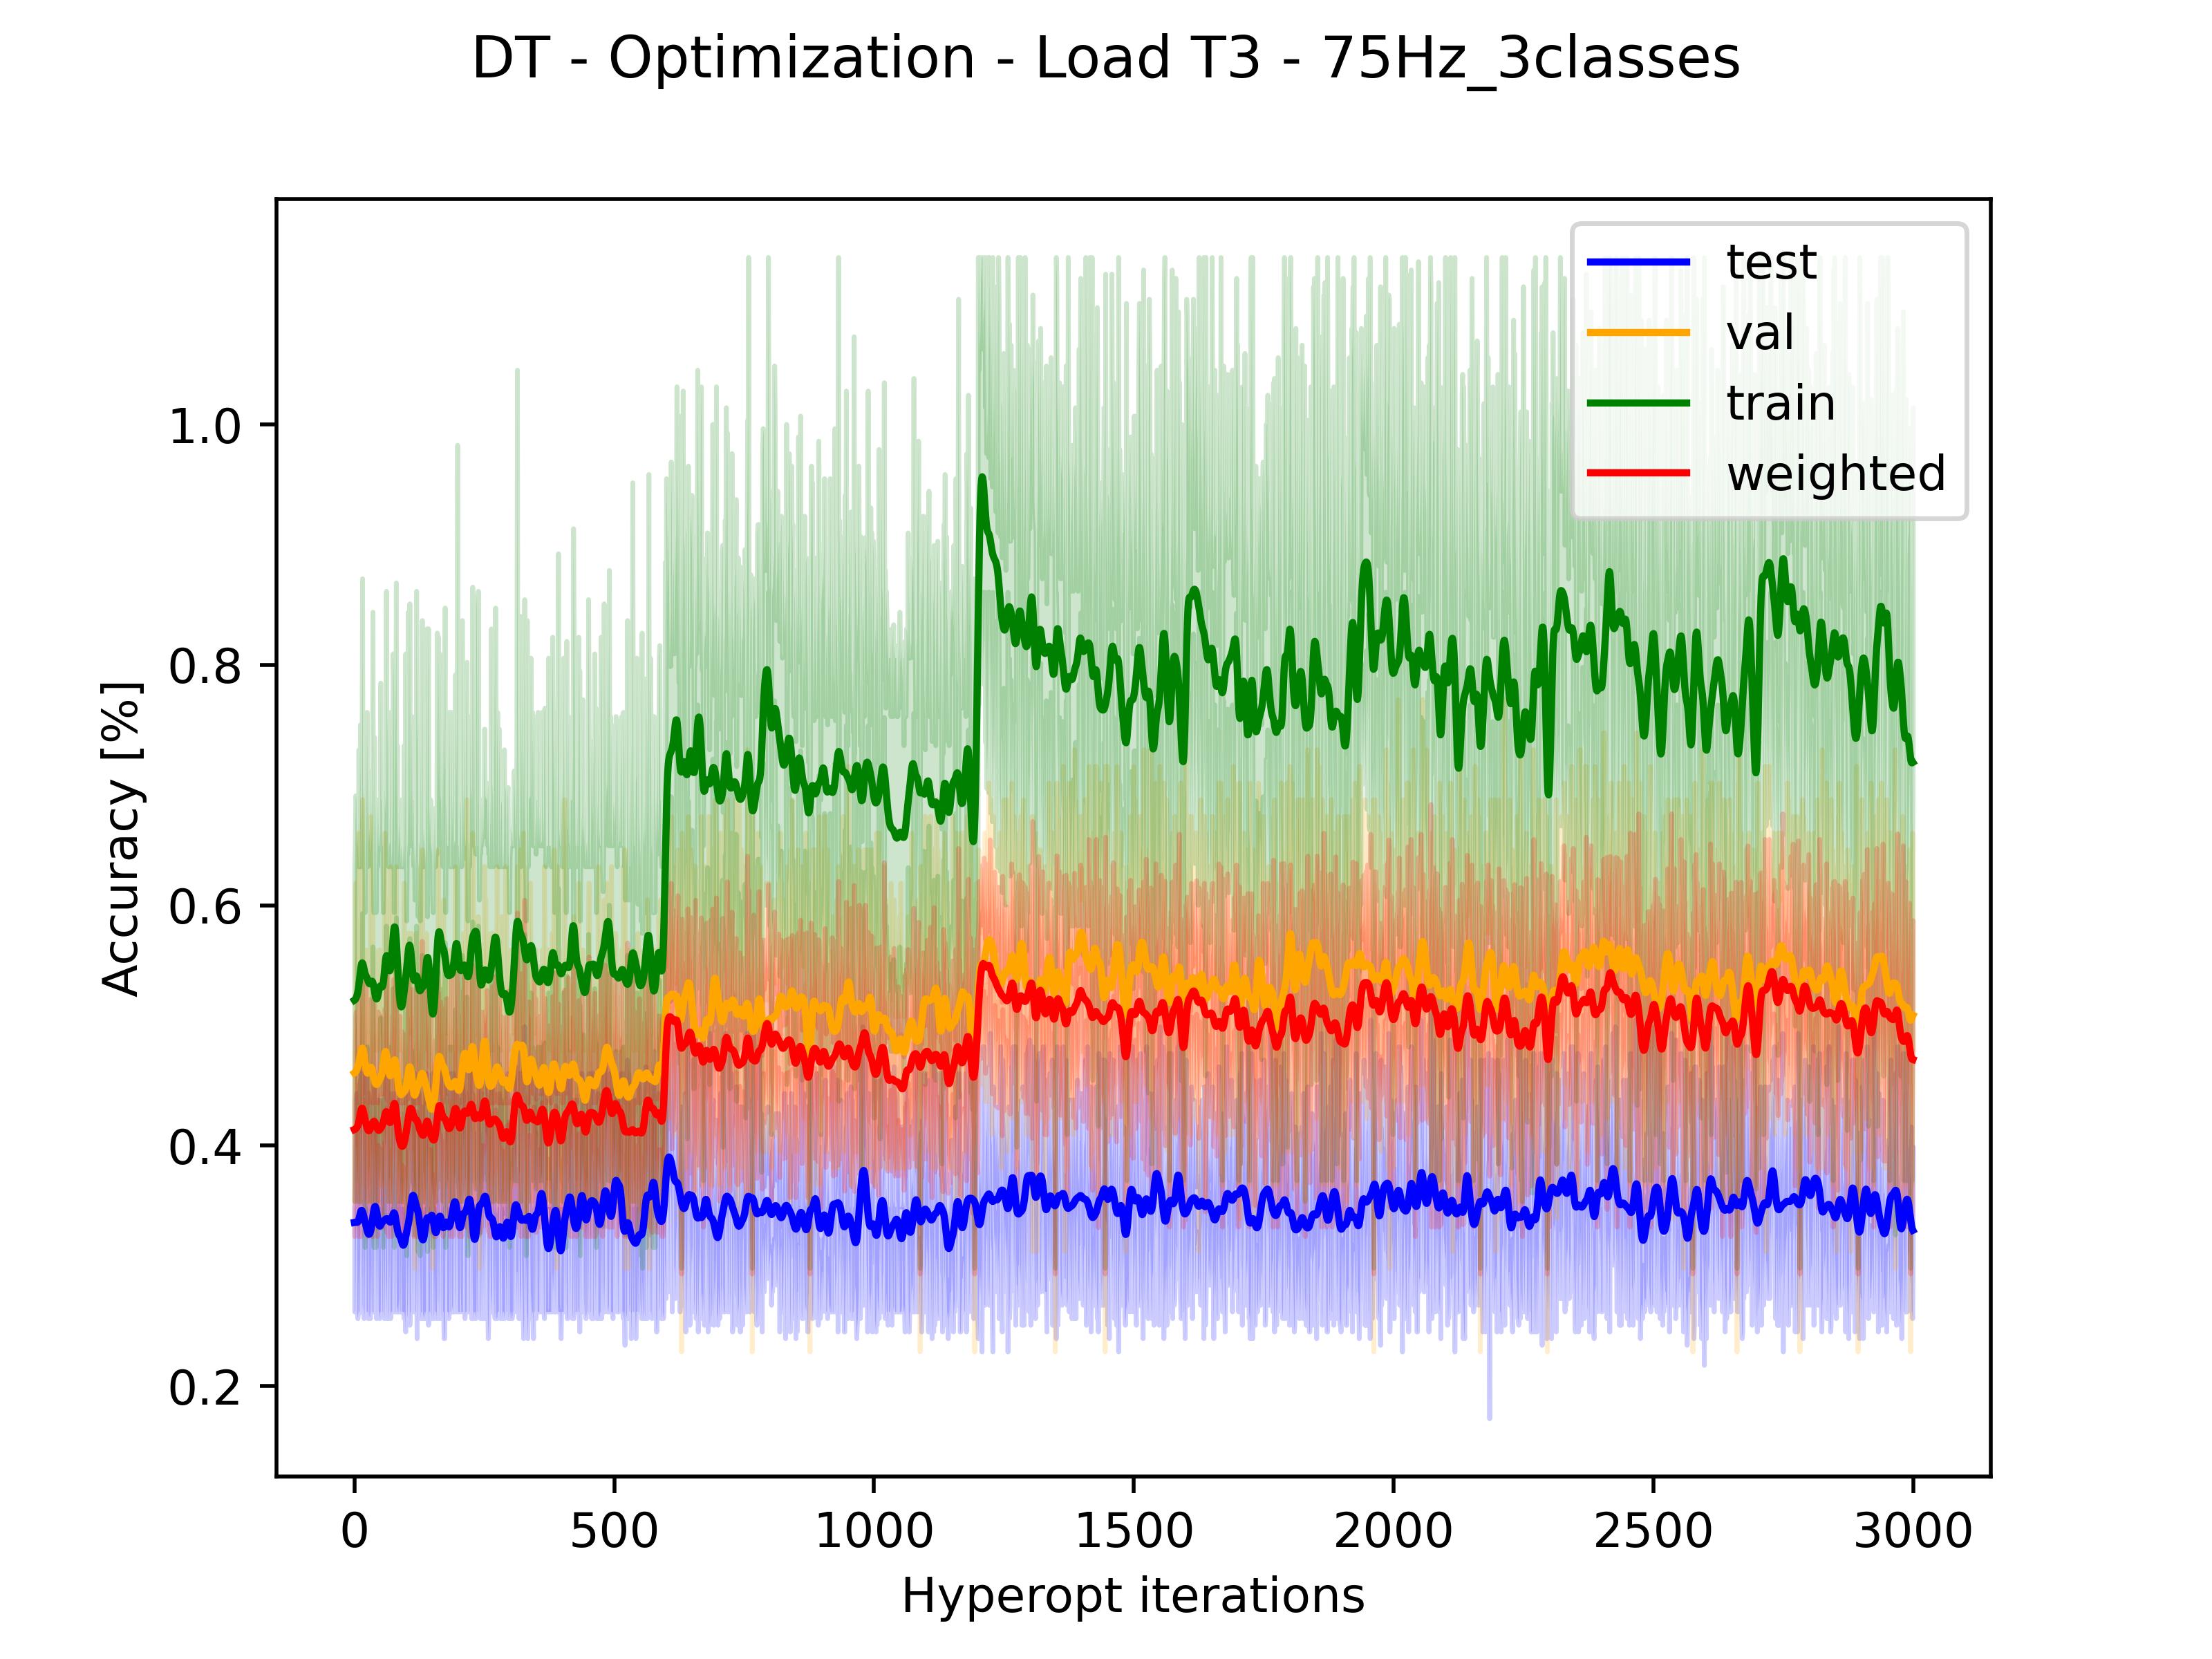 DT - Optimization - Load T3 - 75Hz_3classes
test
val
train
weighted
1.0
0.8
0.6
0.4
0.2
Accuracy [%]
0 500 1000 1500 2000 2500 3000
Hyperopt iterations